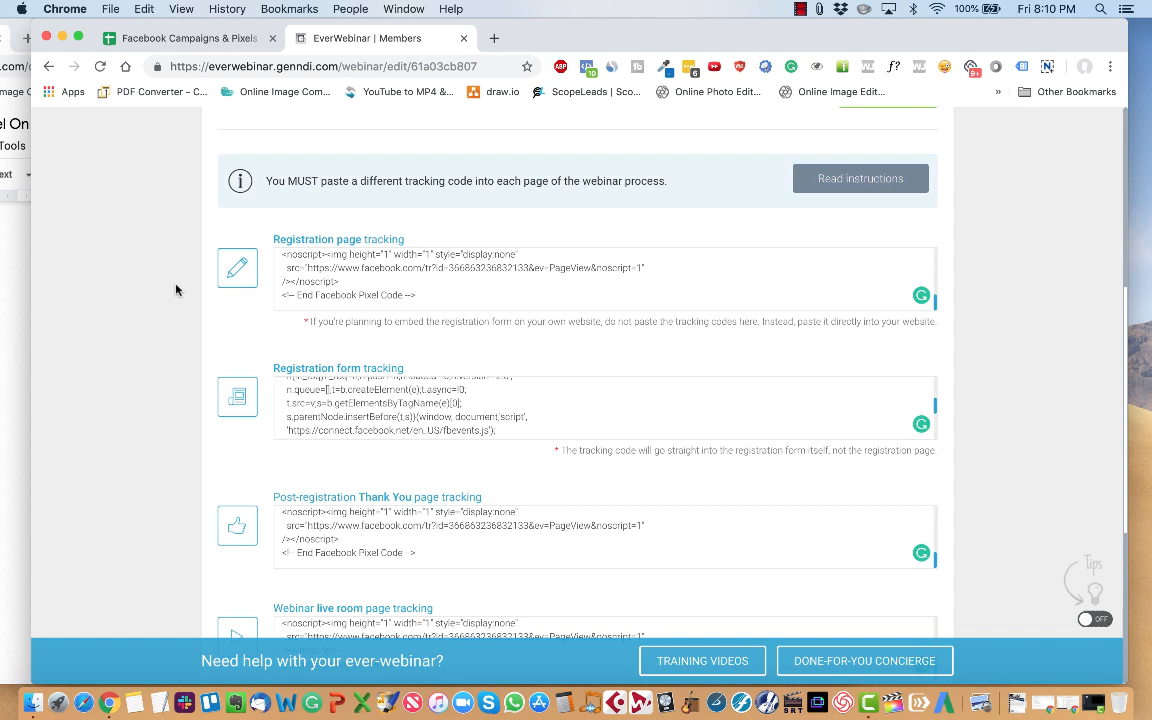 Chrome File Edit View History Bookmarks People Window Help 100% Fri 8:10 PM
Facebook Campaigns & Pixels EverWebinar | Members
https://everwebinar.genndi.com/webinar/edit/61a03cb807
Apps PDF Converter - C... Online Image Com... YouTube to MP4 &... draw.io ScopeLeads | Sco... Online Photo Edit... Online Image Edit... » Other Bookmarks
You MUST paste a different tracking code into each page of the webinar process. Read instructions
Registration page tracking
<noscript><img height="1" width="1" style="display:none"
src="https://www.facebook.com/tr?id=366863236832133&ev=PageView&noscript=1"
/></noscript>
<!-- End Facebook Pixel Code -->
* If you're planning to embed the registration form on your own website, do not paste the tracking codes here. Instead, paste it directly into your website.
Registration form tracking
n.queue=[];t=b.createElement(e);t.async=!0;
t.src=v;s=b.getElementsByTagName(e)[0];
s.parentNode.insertBefore(t,s)}(window, document,'script',
'https://connect.facebook.net/en_US/fbevents.js');
* The tracking code will go straight into the registration form itself, not the registration page.
Post-registration Thank You page tracking
<noscript><img height="1" width="1" style="display:none"
src="https://www.facebook.com/tr?id=366863236832133&ev=PageView&noscript=1"
/></noscript>
<!-- End Facebook Pixel Code -->
Tips
OFF
Webinar live room page tracking
<noscript><img height="1" width="1" style="display:none"
Need help with your ever-webinar? TRAINING VIDEOS DONE-FOR-YOU CONCIERGE